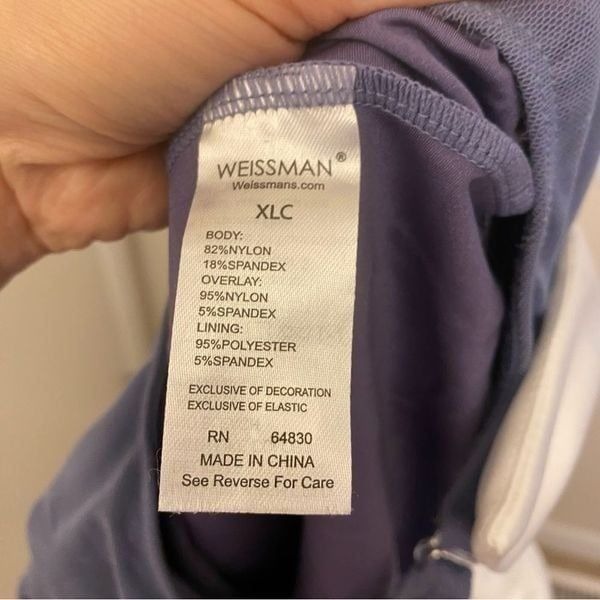 WEISSMAN®
Weissmans.com
XLC
BODY:
82%NYLON
18%SPANDEX
OVERLAY:
95%NYLON
5%SPANDEX
LINING:
95%POLYESTER
5%SPANDEX
EXCLUSIVE OF DECORATION
EXCLUSIVE OF ELASTIC
RN 64830
MADE IN CHINA
See Reverse For Care